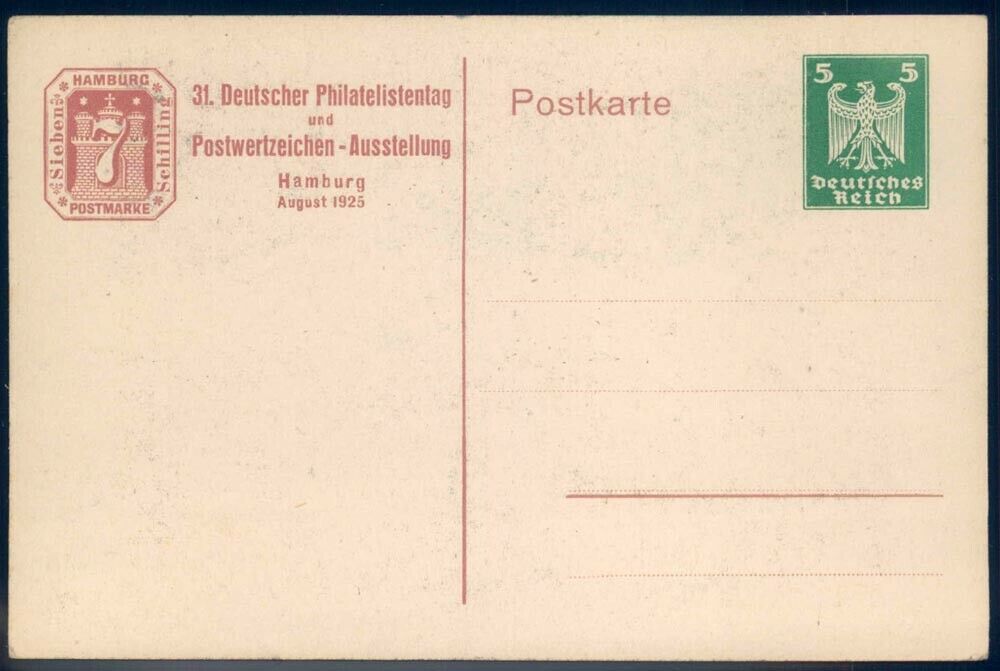 HAMBURG
Sieben
7
Schilling
POSTMARKE
31. Deutscher Philatelistentag
und
Postwertzeichen-Ausstellung
Hamburg
August 1925
Postkarte
5 5
Deutsches
Reich